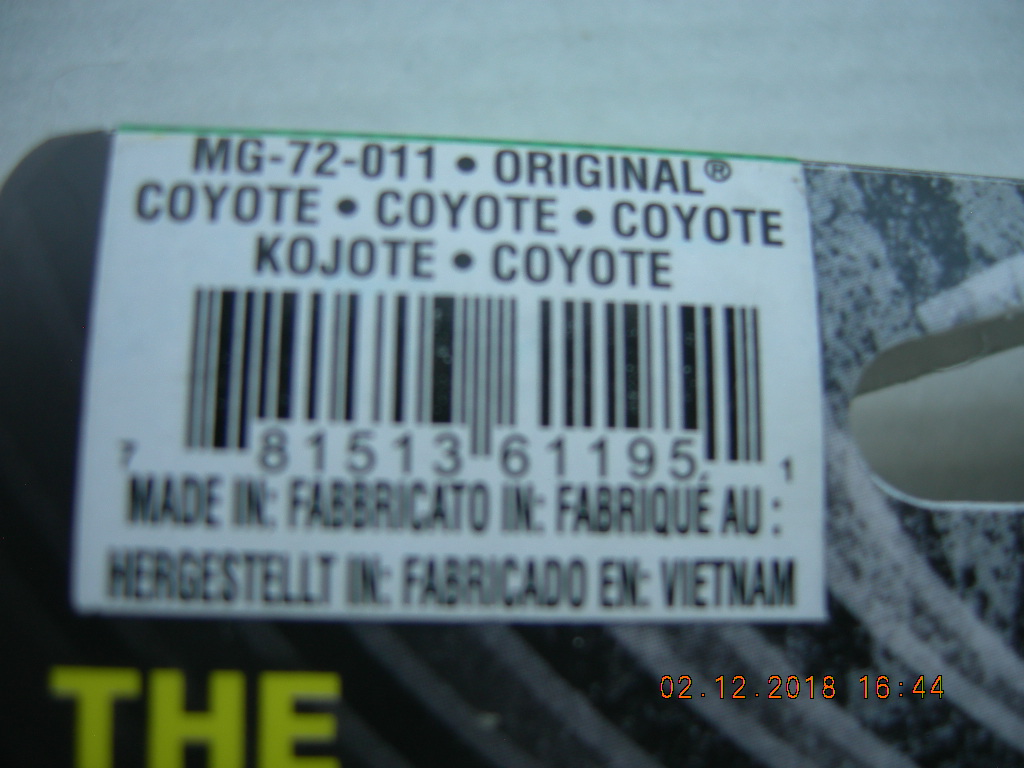 MG-72-011 • ORIGINAL®
COYOTE • COYOTE • COYOTE
KOJOTE • COYOTE
7 81513 61195 1
MADE IN: FABBRICATO IN: FABRIQUÉ AU :
HERGESTELLT IN: FABRICADO EN: VIETNAM
THE
02.12.2018 16:44